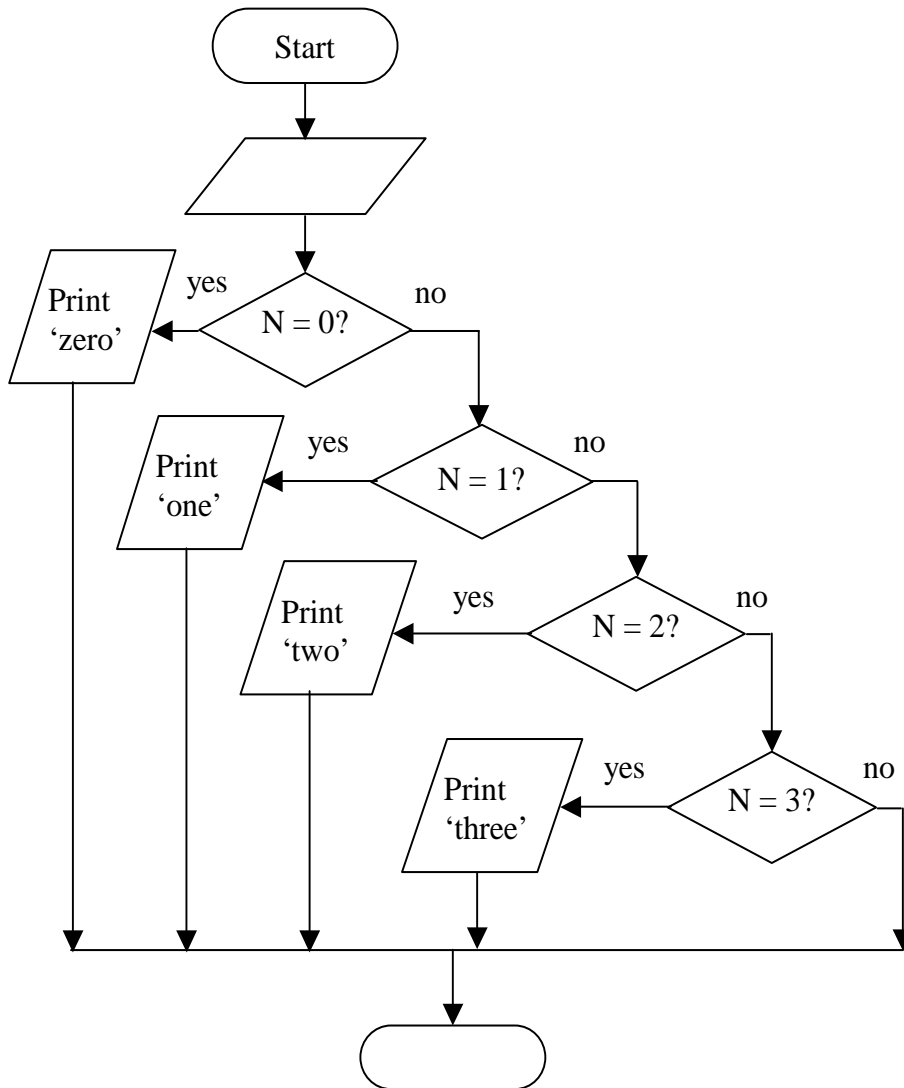 Start
yes
no
Print
‘zero’
N = 0?
yes
no
Print
‘one’
N = 1?
yes
no
Print
‘two’
N = 2?
yes
no
Print
‘three’
N = 3?